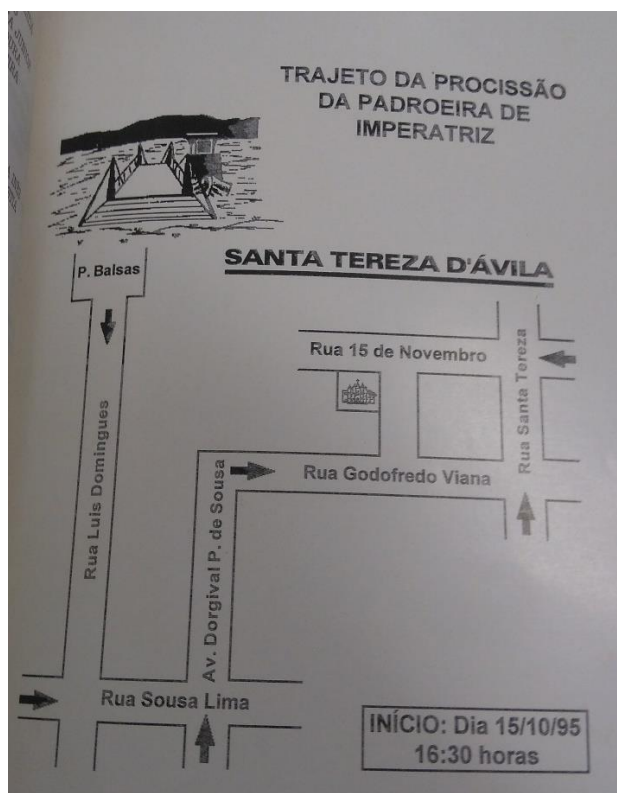 TRAJETO DA PROCISSÃO
DA PADROEIRA DE
IMPERATRIZ
SANTA TEREZA D'ÁVILA
P. Balsas
Rua 15 de Novembro
Rua Santa Tereza
Rua Luis Domingues
Av. Dorgival P. de Sousa
Rua Godofredo Viana
Rua Sousa Lima
INÍCIO: Dia 15/10/95
16:30 horas